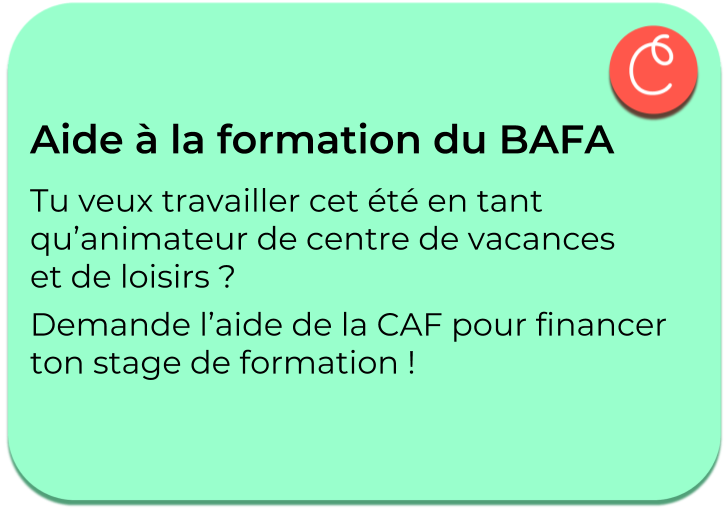 Aide à la formation du BAFA
Tu veux travailler cet été en tant
qu’animateur de centre de vacances
et de loisirs ?
Demande l’aide de la CAF pour financer
ton stage de formation !